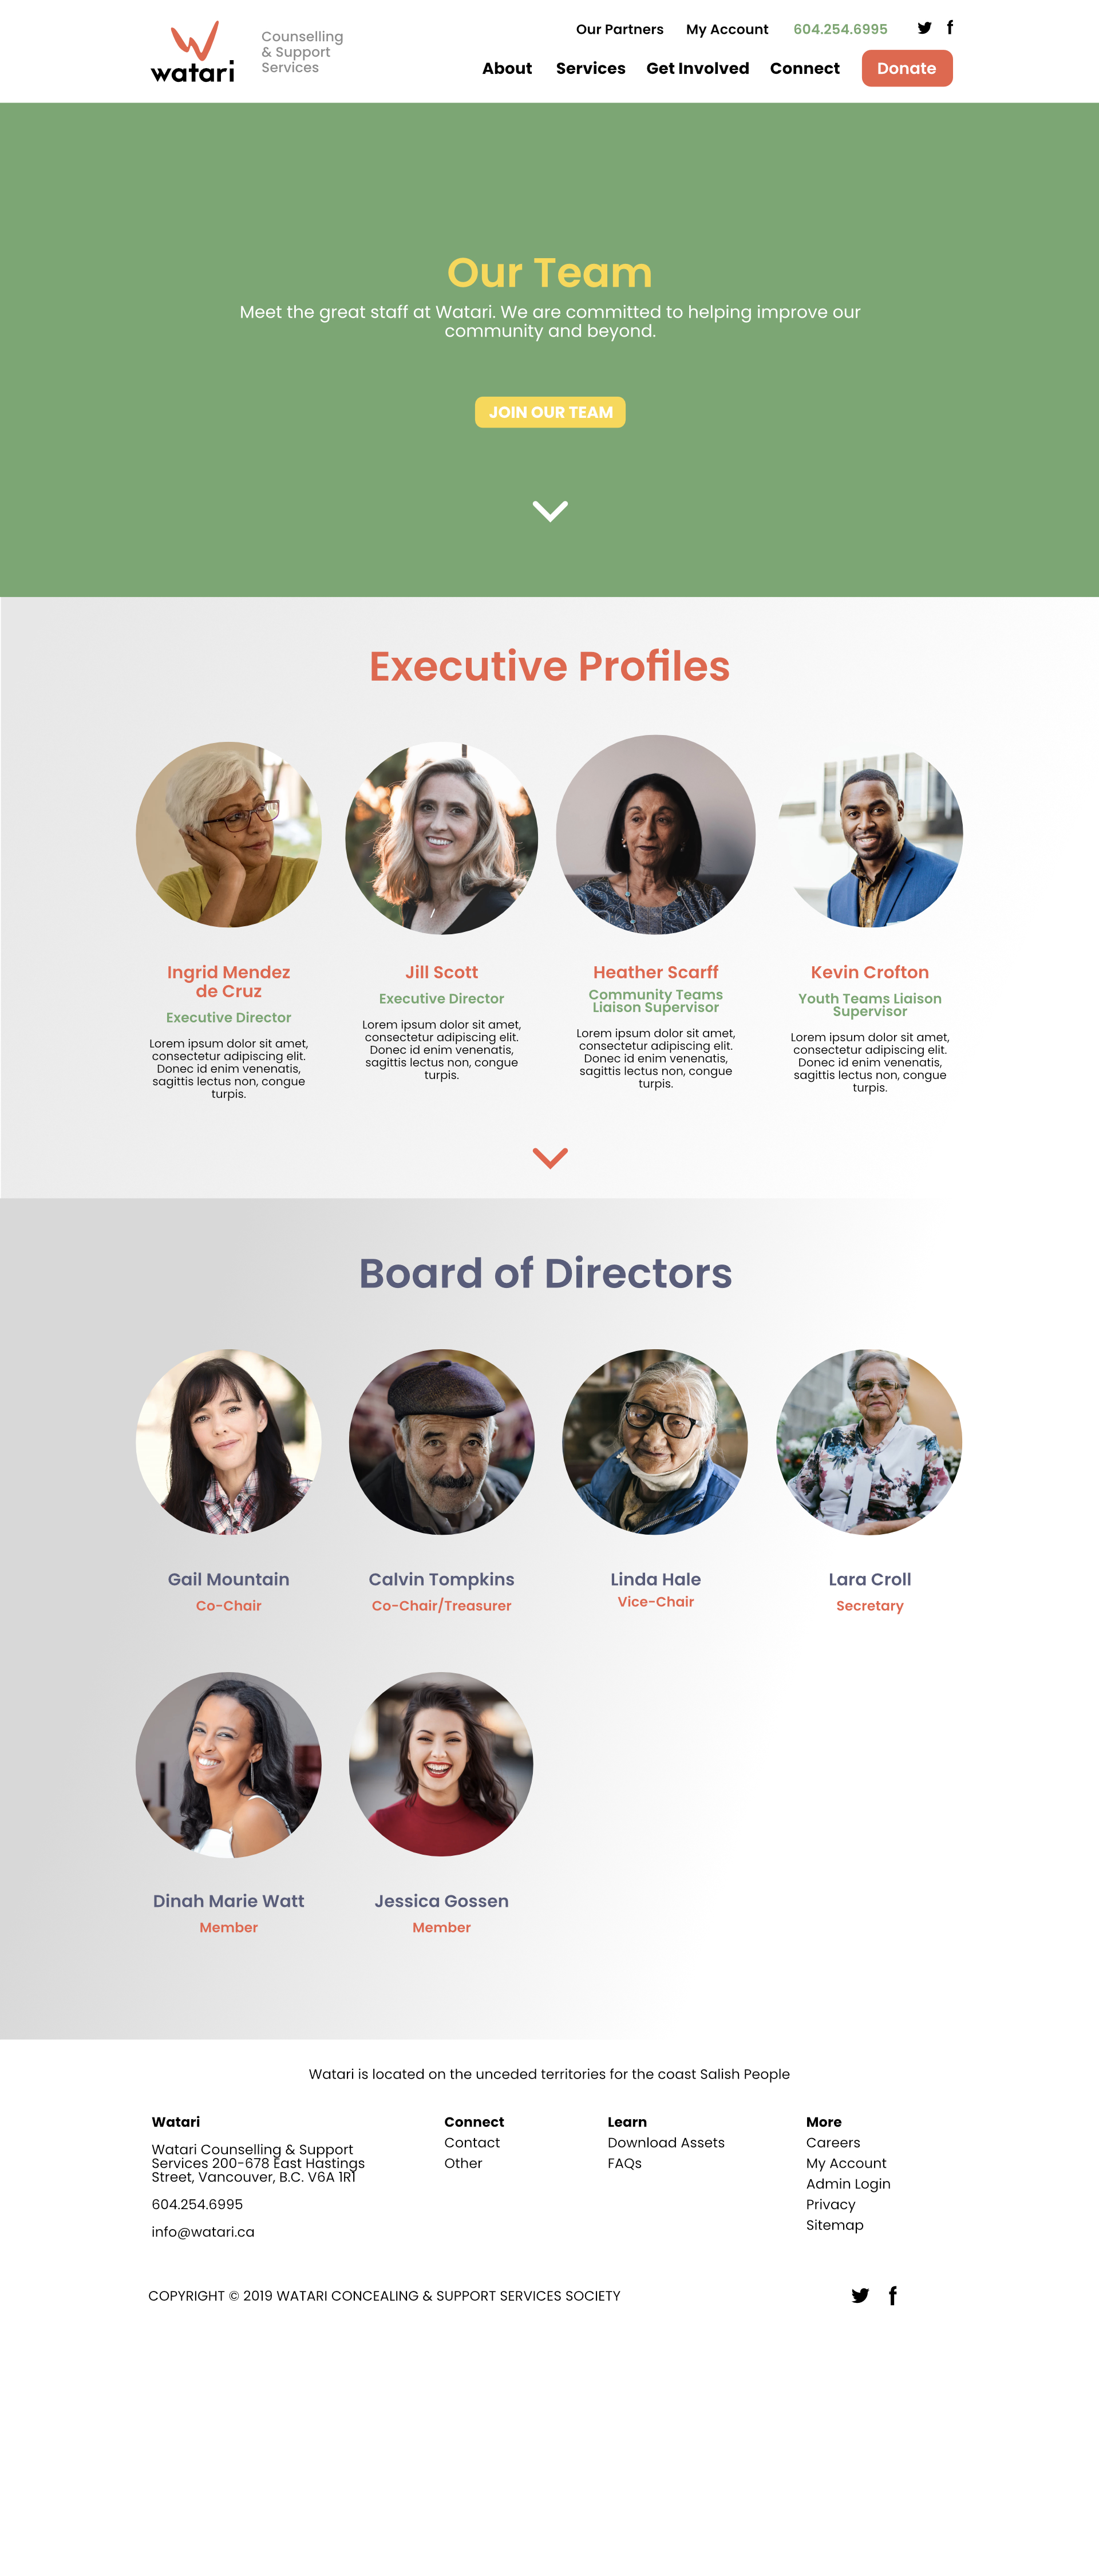 watari
Counselling
& Support
Services
Our Partners
My Account
604.254.6995
About
Services
Get Involved
Connect
Donate
Our Team
Meet the great staff at Watari. We are committed to helping improve our
community and beyond.
JOIN OUR TEAM
Executive Profiles
Ingrid Mendez
de Cruz
Executive Director
Lorem ipsum dolor sit amet,
consectetur adipiscing elit.
Donec id enim venenatis,
sagittis lectus non, congue
turpis.
Jill Scott
Executive Director
Lorem ipsum dolor sit amet,
consectetur adipiscing elit.
Donec id enim venenatis,
sagittis lectus non, congue
turpis.
Heather Scarff
Community Teams
Liaison Supervisor
Lorem ipsum dolor sit amet,
consectetur adipiscing elit.
Donec id enim venenatis,
sagittis lectus non, congue
turpis.
Kevin Crofton
Youth Teams Liaison
Supervisor
Lorem ipsum dolor sit amet,
consectetur adipiscing elit.
Donec id enim venenatis,
sagittis lectus non, congue
turpis.
Board of Directors
Gail Mountain
Co-Chair
Calvin Tompkins
Co-Chair/Treasurer
Linda Hale
Vice-Chair
Lara Croll
Secretary
Dinah Marie Watt
Member
Jessica Gossen
Member
Watari is located on the unceded territories for the coast Salish People
Watari
Watari Counselling & Support
Services 200-678 East Hastings
Street, Vancouver, B.C. V6A 1R1
604.254.6995
info@watari.ca
Connect
Contact
Other
Learn
Download Assets
FAQs
More
Careers
My Account
Admin Login
Privacy
Sitemap
COPYRIGHT © 2019 WATARI CONCEALING & SUPPORT SERVICES SOCIETY